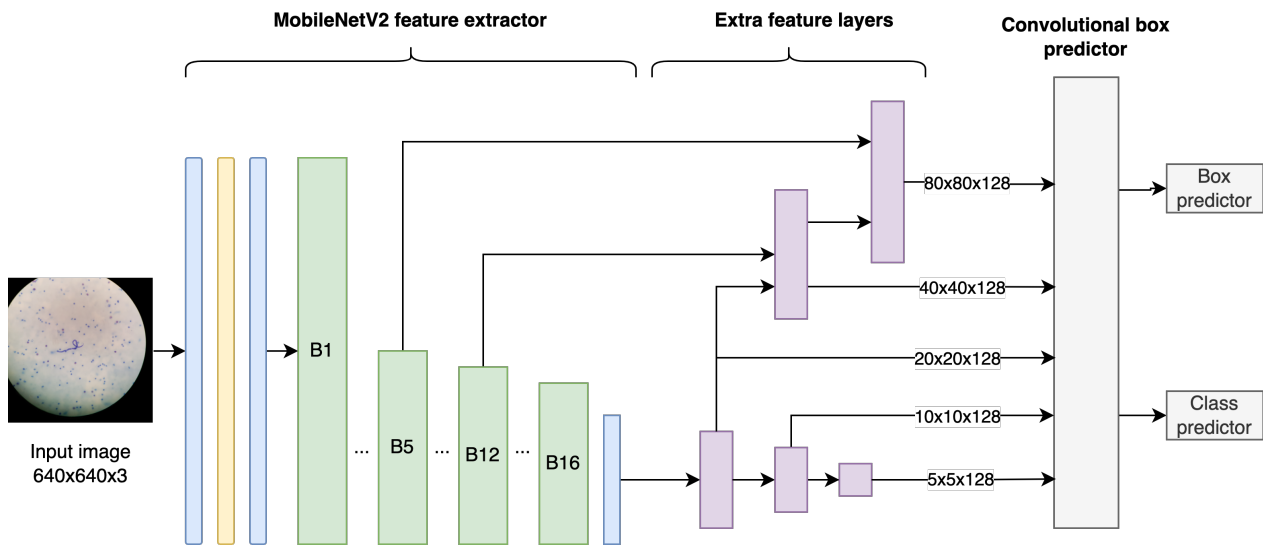 MobileNetV2 feature extractor
Extra feature layers
Convolutional box
predictor
80x80x128
Box
predictor
40x40x128
B1
20x20x128
Class
predictor
10x10x128
Input image
640x640x3
...
B5
...
B12
...
B16
5x5x128